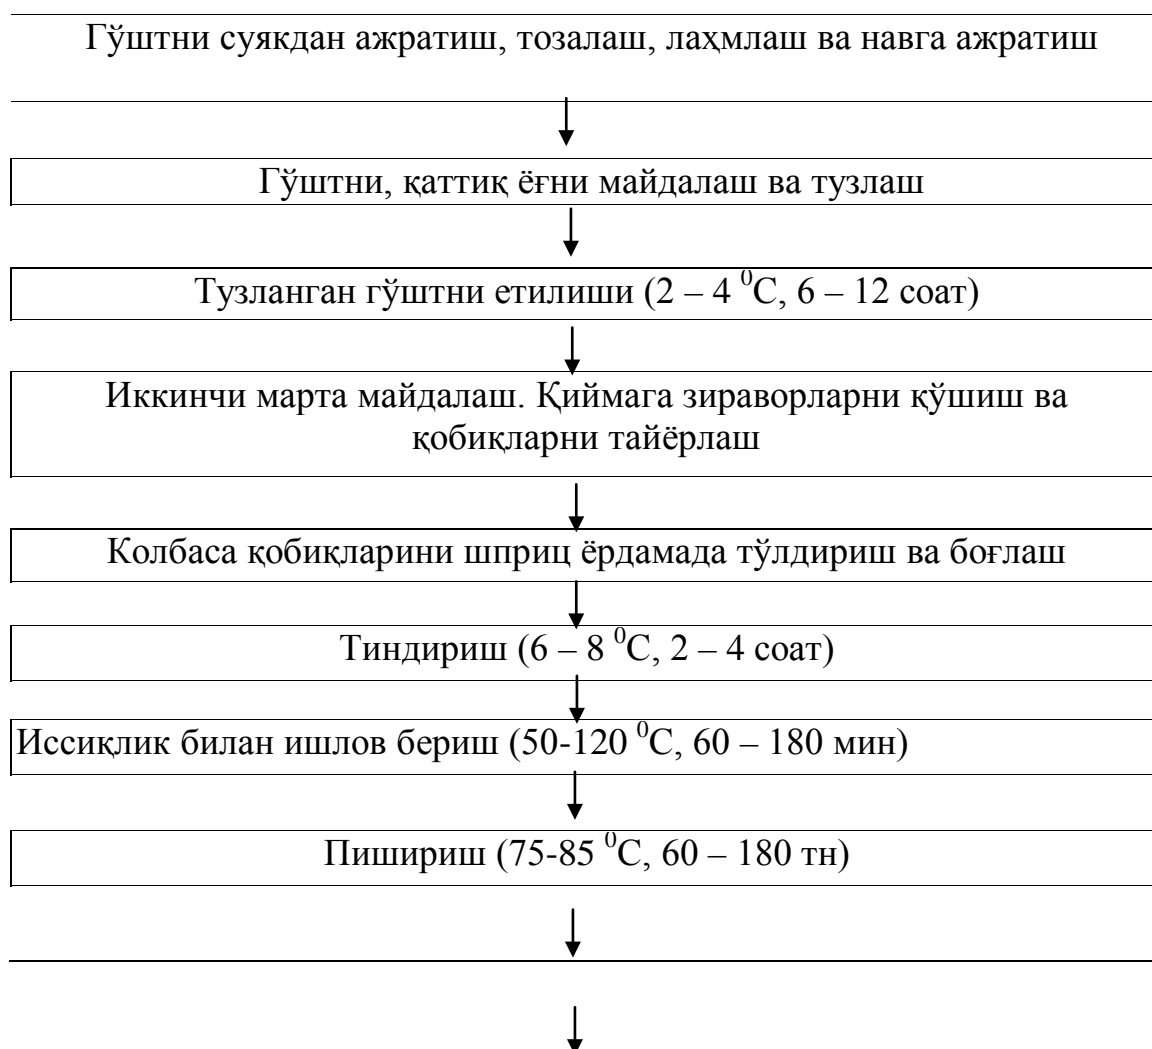 Гўштни суякдан ажратиш, тозалаш, лаҳмлаш ва навга ажратиш
Гўштни, қаттиқ ёғни майдалаш ва тузлаш
Тузланган гўштни етилиши (2 – 4 ⁰С, 6 – 12 соат)
Иккинчи марта майдалаш. Қиймага зираворларни қўшиш ва
қобиқларни тайёрлаш
Колбаса қобиқларини шприц ёрдамада тўлдириш ва боғлаш
Тиндириш (6 – 8 ⁰С, 2 – 4 соат)
Иссиқлик билан ишлов бериш (50-120 ⁰С, 60 – 180 мин)
Пишириш (75-85 ⁰С, 60 – 180 тн)